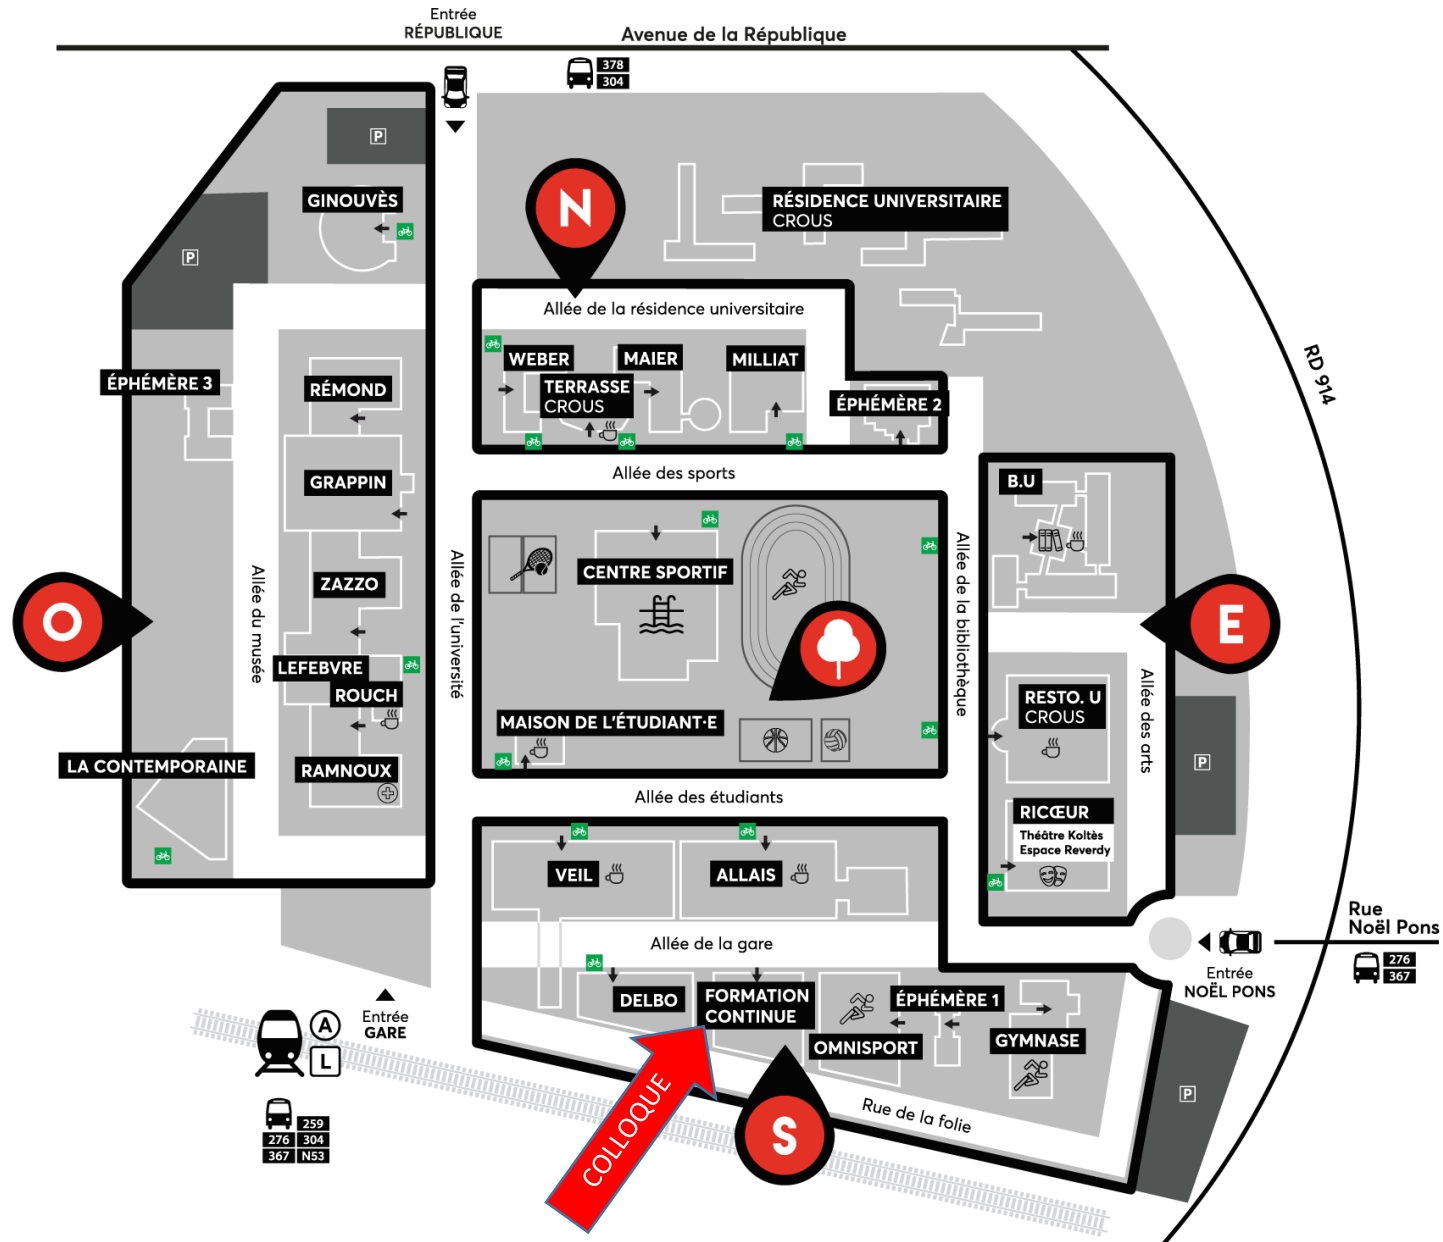 Entrée
RÉPUBLIQUE
Avenue de la République
378
304
P
GINOUVÈS
P
N
RÉSIDENCE UNIVERSITAIRE
CROUS
Allée de la résidence universitaire
WEBER
MAIER
MILLIAT
TERRASSE
CROUS
ÉPHÉMÈRE 2
ÉPHÉMÈRE 3
RÉMOND
GRAPPIN
ZAZZO
LEFEBVRE
ROUCH
RAMNOUX
LA CONTEMPORAINE
O
Allée du musée
Allée de l'université
Allée des sports
CENTRE SPORTIF
MAISON DE L'ÉTUDIANT·E
Allée de la bibliothèque
B.U
E
RESTO. U
CROUS
Allée des arts
P
RICŒUR
Théâtre Koltès
Espace Reverdy
RD 914
Allée des étudiants
VEIL
ALLAIS
Allée de la gare
DELBO
FORMATION
CONTINUE
ÉPHÉMÈRE 1
OMNISPORT
GYMNASE
Rue
Noël Pons
276
367
Entrée
NOËL PONS
Entrée
GARE
A
L
259
276 304
367 N53
COLLOQUE
S
Rue de la folie
P